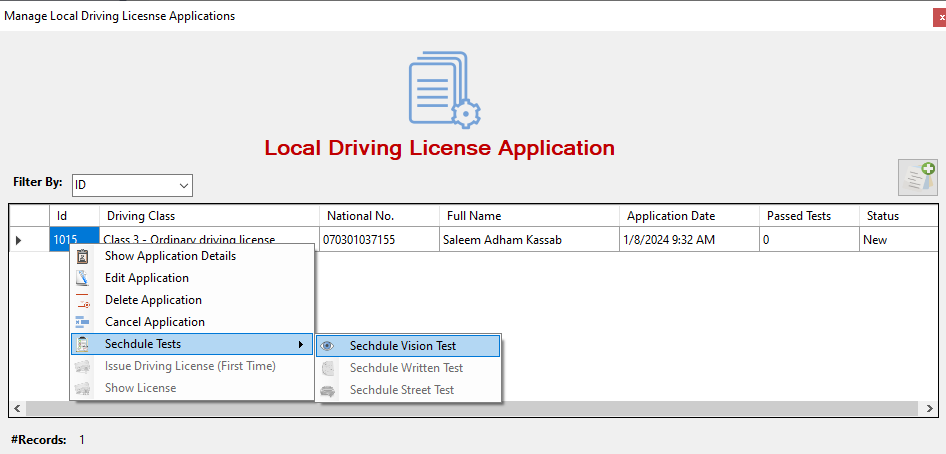 Manage Local Driving Licesnse Applications
x
Local Driving License Application
Filter By: ID
Id Driving Class National No. Full Name Application Date Passed Tests Status
1015 Class 3 - Ordinary driving license 070301037155 Saleem Adham Kassab 1/8/2024 9:32 AM 0 New
Show Application Details
Edit Application
Delete Application
Cancel Application
Sechdule Tests
Issue Driving License (First Time)
Show License
Sechdule Vision Test
Sechdule Written Test
Sechdule Street Test
#Records: 1